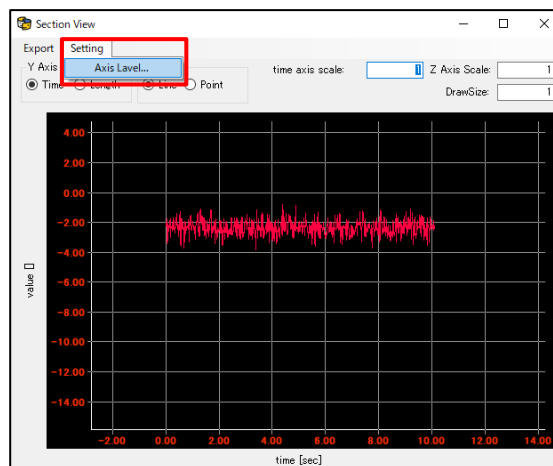 Section View
Export Setting
Axis Lavel...
Y Axis
time axis scale: 1 Z Axis Scale: 1
Time Length Line Point
DrawSize: 1
4.00
2.00
0.00
-2.00
-4.00
-6.00
-8.00
-10.00
-12.00
-14.00
value []
-2.00 0.00 2.00 4.00 6.00 8.00 10.00 12.00 14.00
time [sec]